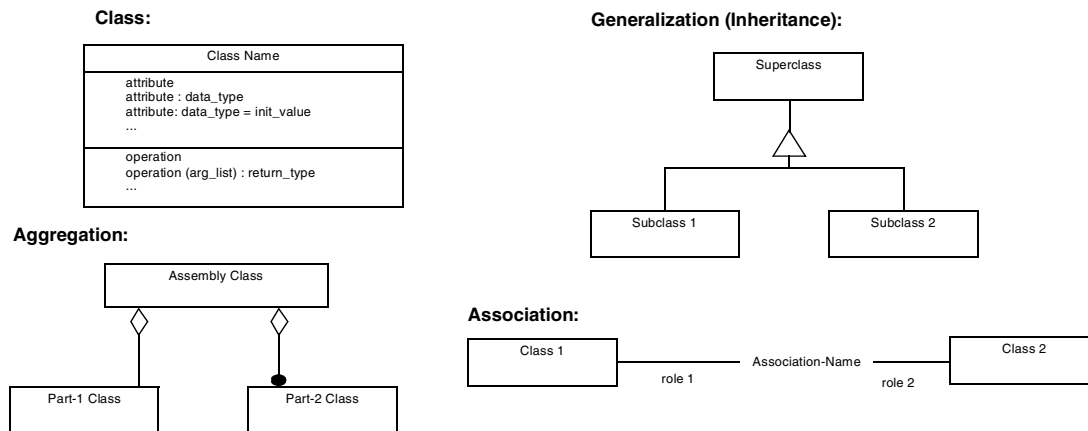 Class:
Class Name
attribute
attribute : data_type
attribute: data_type = init_value
...
operation
operation (arg_list) : return_type
...
Generalization (Inheritance):
Superclass
Subclass 1
Subclass 2
Aggregation:
Assembly Class
Part-1 Class
Part-2 Class
Association:
Class 1
Association-Name
Class 2
role 1
role 2